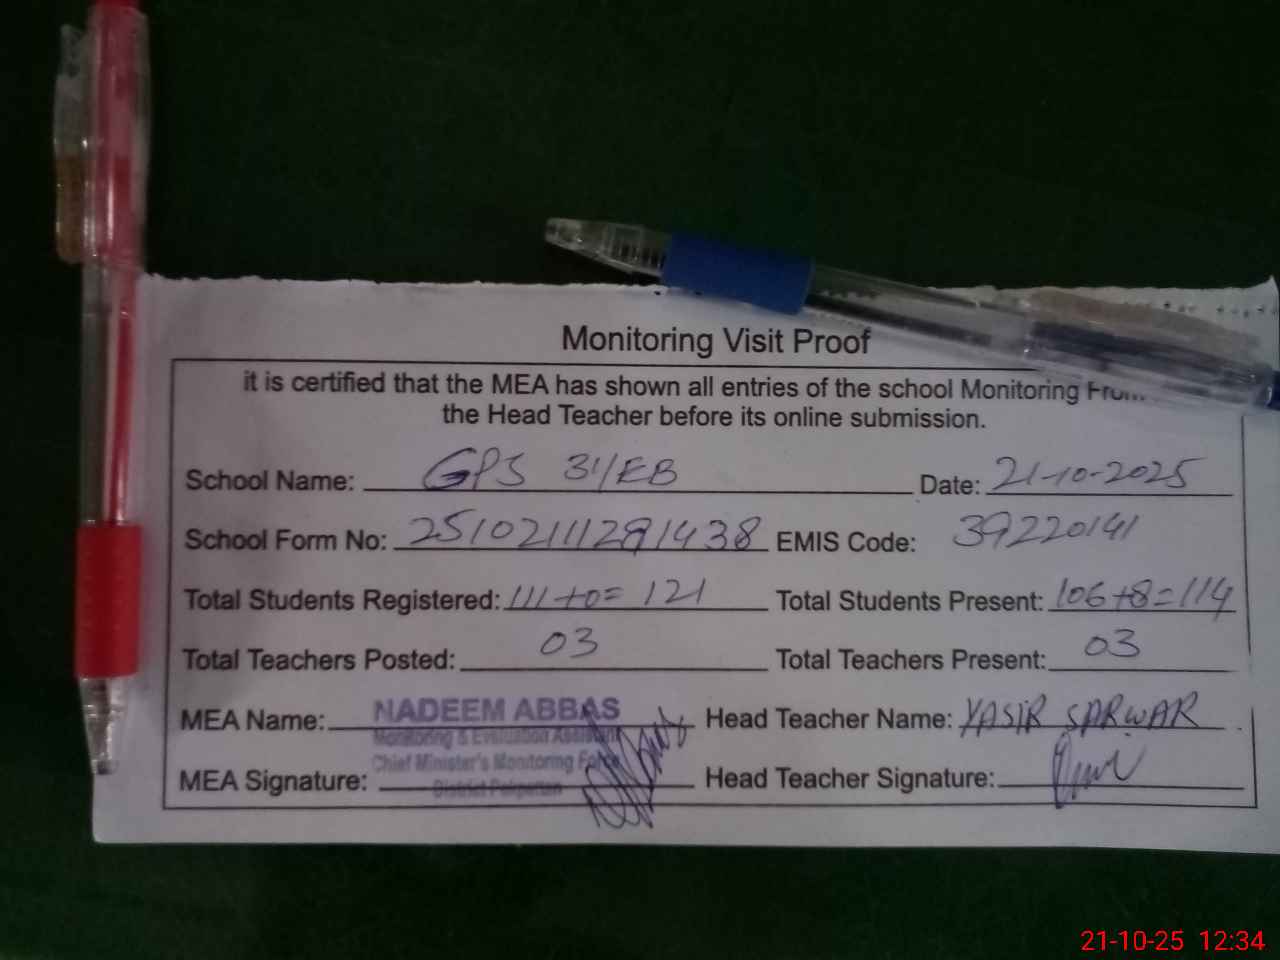 Monitoring Visit Proof
it is certified that the MEA has shown all entries of the school Monitoring
the Head Teacher before its online submission.
School Name: GPS 31/EB Date: 21-10-2025
School Form No: 251021112891438 EMIS Code: 39220141
Total Students Registered: 111+0= 121 Total Students Present: 106+8=114
Total Teachers Posted: 03 Total Teachers Present: 03
MEA Name: NADEEM ABBAS Head Teacher Name: YASIR SARWAR
Monitoring & Evaluation Assistant
Chief Minister's Monitoring Force
MEA Signature: Head Teacher Signature:
District Pakpattan
21-10-25 12:34